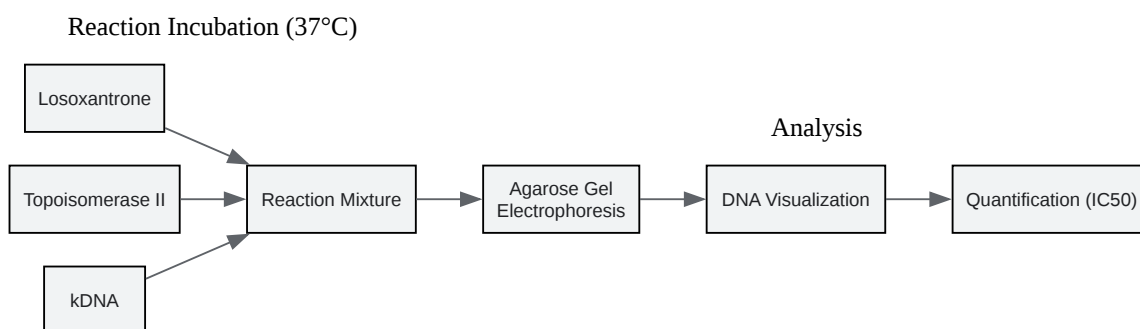 Reaction Incubation (37°C)
Losoxantrone
Analysis
Topoisomerase II
Reaction Mixture
Agarose Gel
Electrophoresis
DNA Visualization
Quantification (IC50)
kDNA